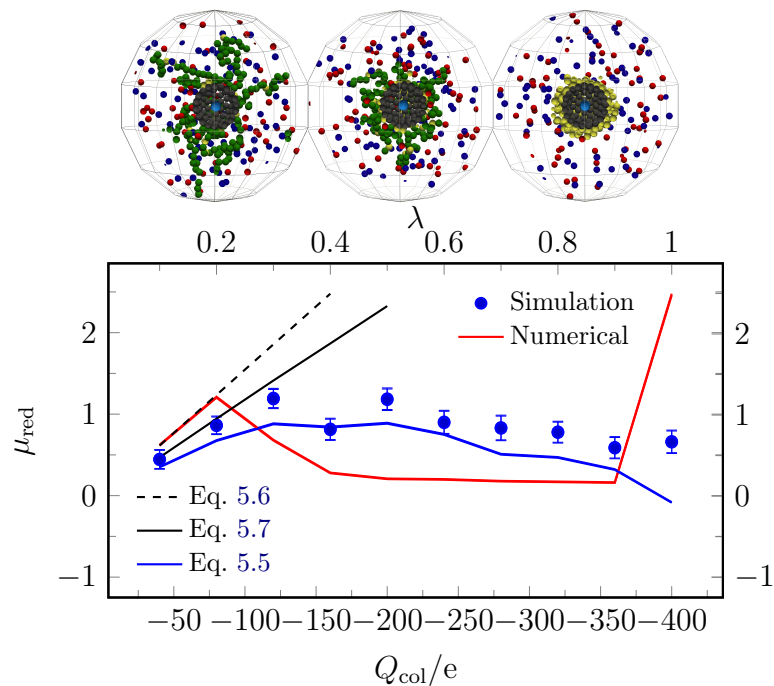 λ
0.2 0.4 0.6 0.8 1
2 2
1 1
0 0
−1 −1
μred
Simulation
Numerical
Eq. 5.6
Eq. 5.7
Eq. 5.5
−50 −100 −150 −200 −250 −300 −350 −400
Qcol/e